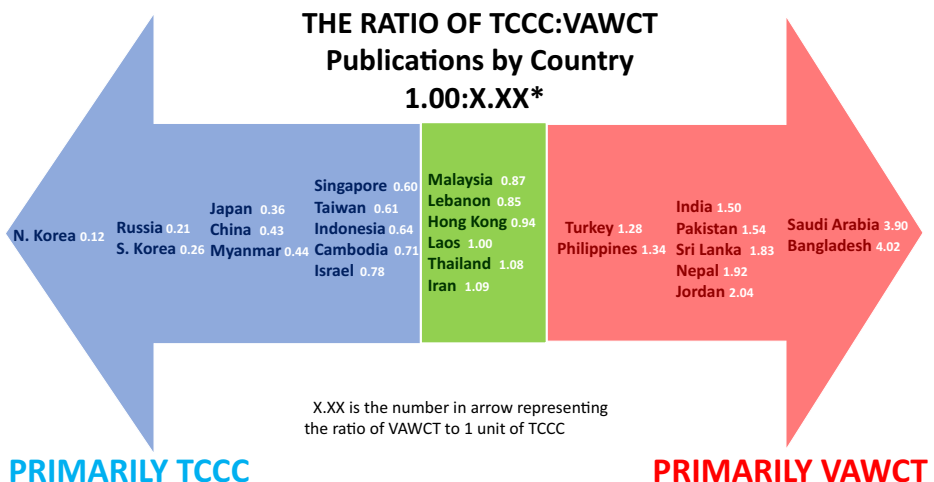 THE RATIO OF TCCC:VAWCT
Publications by Country
1.00:X.XX*
N. Korea 0.12
Russia 0.21
S. Korea 0.26
Japan 0.36
China 0.43
Myanmar 0.44
Singapore 0.60
Taiwan 0.61
Indonesia 0.64
Cambodia 0.71
Israel 0.78
Malaysia 0.87
Lebanon 0.85
Hong Kong 0.94
Laos 1.00
Thailand 1.08
Iran 1.09
Turkey 1.28
Philippines 1.34
India 1.50
Pakistan 1.54
Sri Lanka 1.83
Nepal 1.92
Jordan 2.04
Saudi Arabia 3.90
Bangladesh 4.02
X.XX is the number in arrow representing
the ratio of VAWCT to 1 unit of TCCC
PRIMARILY TCCC
PRIMARILY VAWCT